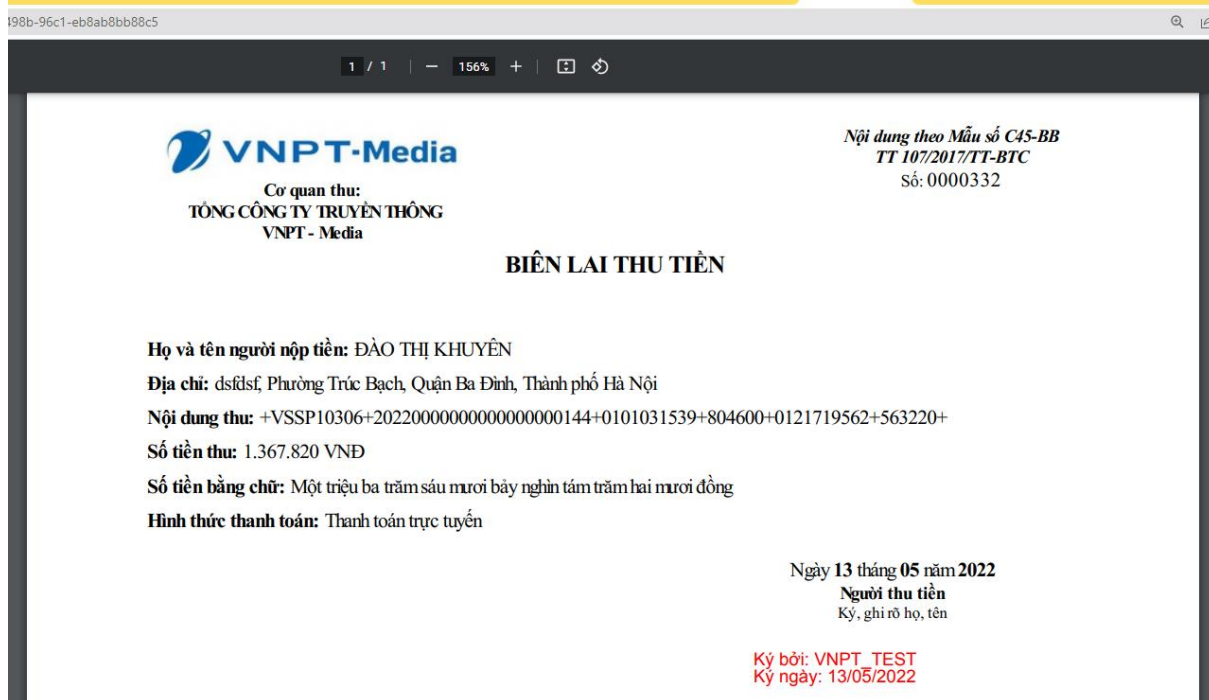 498b-96c1-eb8ab8bb88c5
1 / 1 | − 156% + |
VNPT-Media
Nội dung theo Mẫu số C45-BB
TT 107/2017/TT-BTC
Số: 0000332
Cơ quan thu:
TỔNG CÔNG TY TRUYỀN THÔNG
VNPT - Media
BIÊN LAI THU TIỀN
Họ và tên người nộp tiền: ĐÀO THỊ KHUYÊN
Địa chỉ: dsfdsf, Phường Trúc Bạch, Quận Ba Đình, Thành phố Hà Nội
Nội dung thu: +VSSP10306+20220000000000000000144+0101031539+804600+0121719562+563220+
Số tiền thu: 1.367.820 VNĐ
Số tiền bằng chữ: Một triệu ba trăm sáu mươi bảy nghìn tám trăm hai mươi đồng
Hình thức thanh toán: Thanh toán trực tuyến
Ngày 13 tháng 05 năm 2022
Người thu tiền
Ký, ghi rõ họ, tên
Ký bởi: VNPT_TEST
Ký ngày: 13/05/2022